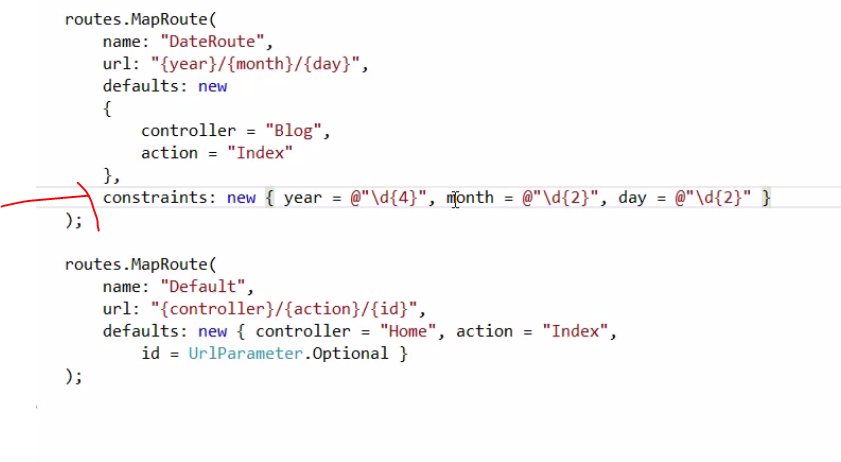 routes.MapRoute(
name: "DateRoute",
url: "{year}/{month}/{day}",
defaults: new
{
controller = "Blog",
action = "Index"
},
constraints: new { year = @"\d{4}", month = @"\d{2}", day = @"\d{2}" }
);
routes.MapRoute(
name: "Default",
url: "{controller}/{action}/{id}",
defaults: new { controller = "Home", action = "Index",
id = UrlParameter.Optional }
);